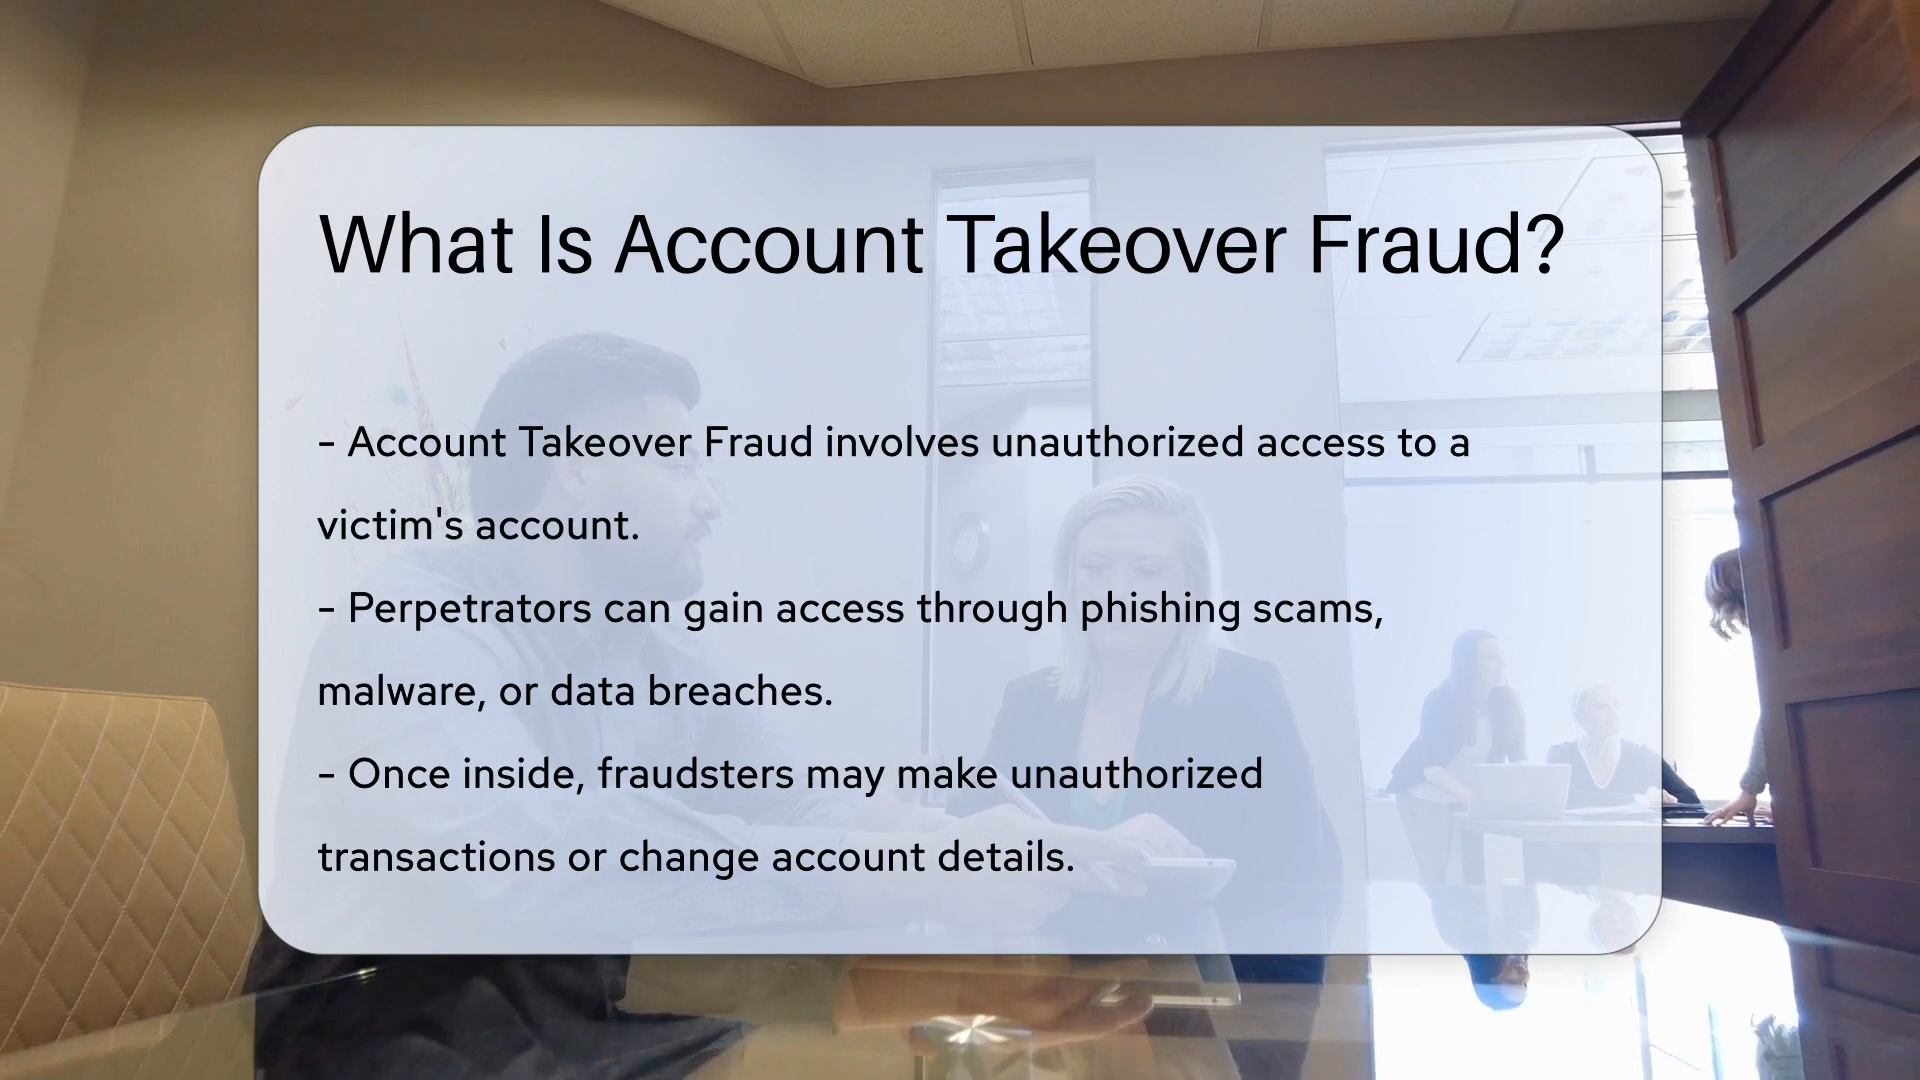 What Is Account Takeover Fraud?
- Account Takeover Fraud involves unauthorized access to a
victim's account.
- Perpetrators can gain access through phishing scams,
malware, or data breaches.
- Once inside, fraudsters may make unauthorized
transactions or change account details.